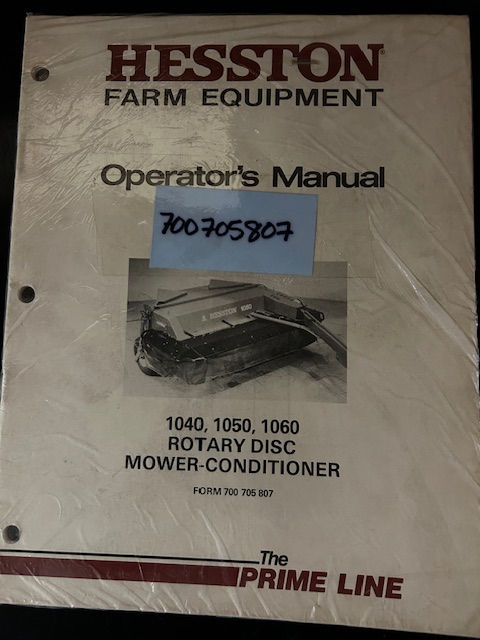 HESSTON®
FARM EQUIPMENT
Operator's Manual
700705807
HESSTON 1060
1040, 1050, 1060
ROTARY DISC
MOWER-CONDITIONER
FORM 700 705 807
The
PRIME LINE